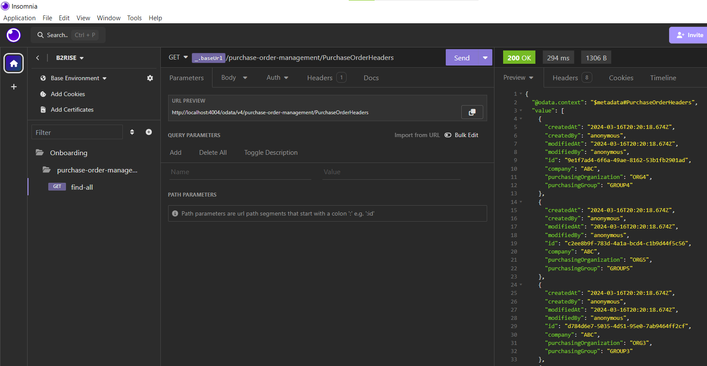 Insomnia
Application File Edit View Window Tools Help
Search.. Ctrl + P
Invite
B2RISE
GET _.baseUrl /purchase-order-management/PurchaseOrderHeaders
Send
200 OK 294 ms 1306 B
Base Environment
Add Cookies
Add Certificates
Filter
Onboarding
purchase-order-manage...
GET find-all
Parameters Body Auth Headers 1 Docs
URL PREVIEW
http://localhost:4004/odata/v4/purchase-order-management/PurchaseOrderHeaders
QUERY PARAMETERS Import from URL Bulk Edit
Add Delete All Toggle Description
Name Value
PATH PARAMETERS
Path parameters are url path segments that start with a colon ':' e.g. ':id'
Preview Headers 8 Cookies Timeline
1 {
2 "@odata.context": "$metadata#PurchaseOrderHeaders",
3 "value": [
4 {
5 "createdAt": "2024-03-16T20:20:18.674Z",
6 "createdBy": "anonymous",
7 "modifiedAt": "2024-03-16T20:20:18.674Z",
8 "modifiedBy": "anonymous",
9 "id": "9e1f7ad4-6f6a-49ae-8162-53b1fb2901ad",
10 "company": "ABC",
11 "purchasingOrganization": "ORG4",
12 "purchasingGroup": "GROUP4"
13 },
14 {
15 "createdAt": "2024-03-16T20:20:18.674Z",
16 "createdBy": "anonymous",
17 "modifiedAt": "2024-03-16T20:20:18.674Z",
18 "modifiedBy": "anonymous",
19 "id": "c2ee8b9f-783d-4a1a-bcd4-c1b9d44f5c56",
20 "company": "ABC",
21 "purchasingOrganization": "ORG5",
22 "purchasingGroup": "GROUP5"
23 },
24 {
25 "createdAt": "2024-03-16T20:20:18.674Z",
26 "createdBy": "anonymous",
27 "modifiedAt": "2024-03-16T20:20:18.674Z",
28 "modifiedBy": "anonymous",
29 "id": "d784d6e7-5035-4d51-95e0-7ab9464ff2cf",
30 "company": "ABC",
31 "purchasingOrganization": "ORG3",
32 "purchasingGroup": "GROUP3"
33 },